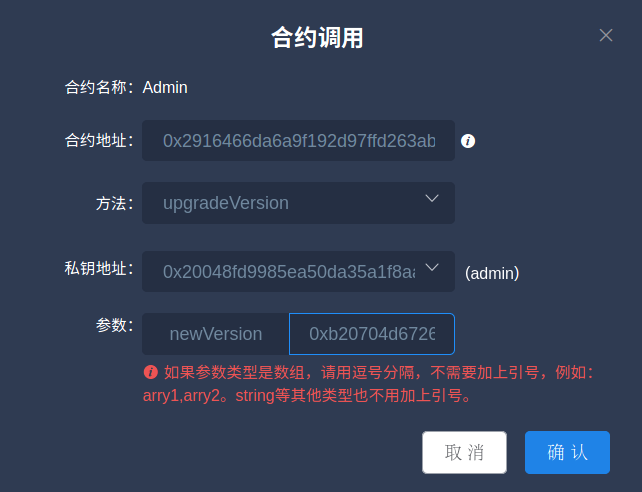 合约调用
合约名称： Admin
合约地址： 0x2916466da6a9f192d97ffd263ab
方法： upgradeVersion
私钥地址： 0x20048fd9985ea50da35a1f8aa (admin)
参数： newVersion 0xb20704d6726
如果参数类型是数组，请用逗号分隔，不需要加上引号，例如：
arry1,arry2。string等其他类型也不用加上引号。
取消 确认